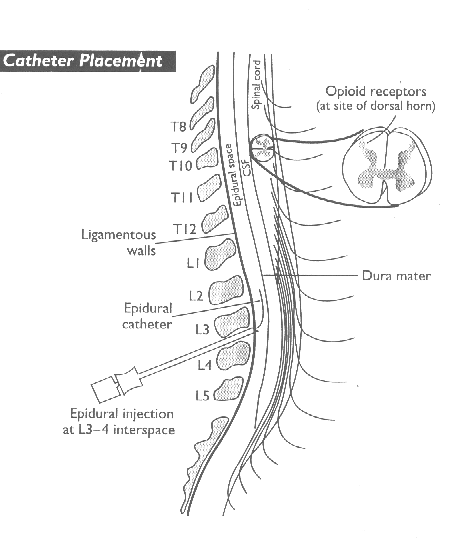 Catheter Placement
Spinal cord
Opioid receptors
(at site of dorsal horn)
T8
T9
T10
Epidural space
CSF
T11
T12
Ligamentous
walls
L1
Dura mater
L2
Epidural
catheter
L3
L4
L5
Epidural injection
at L3–4 interspace